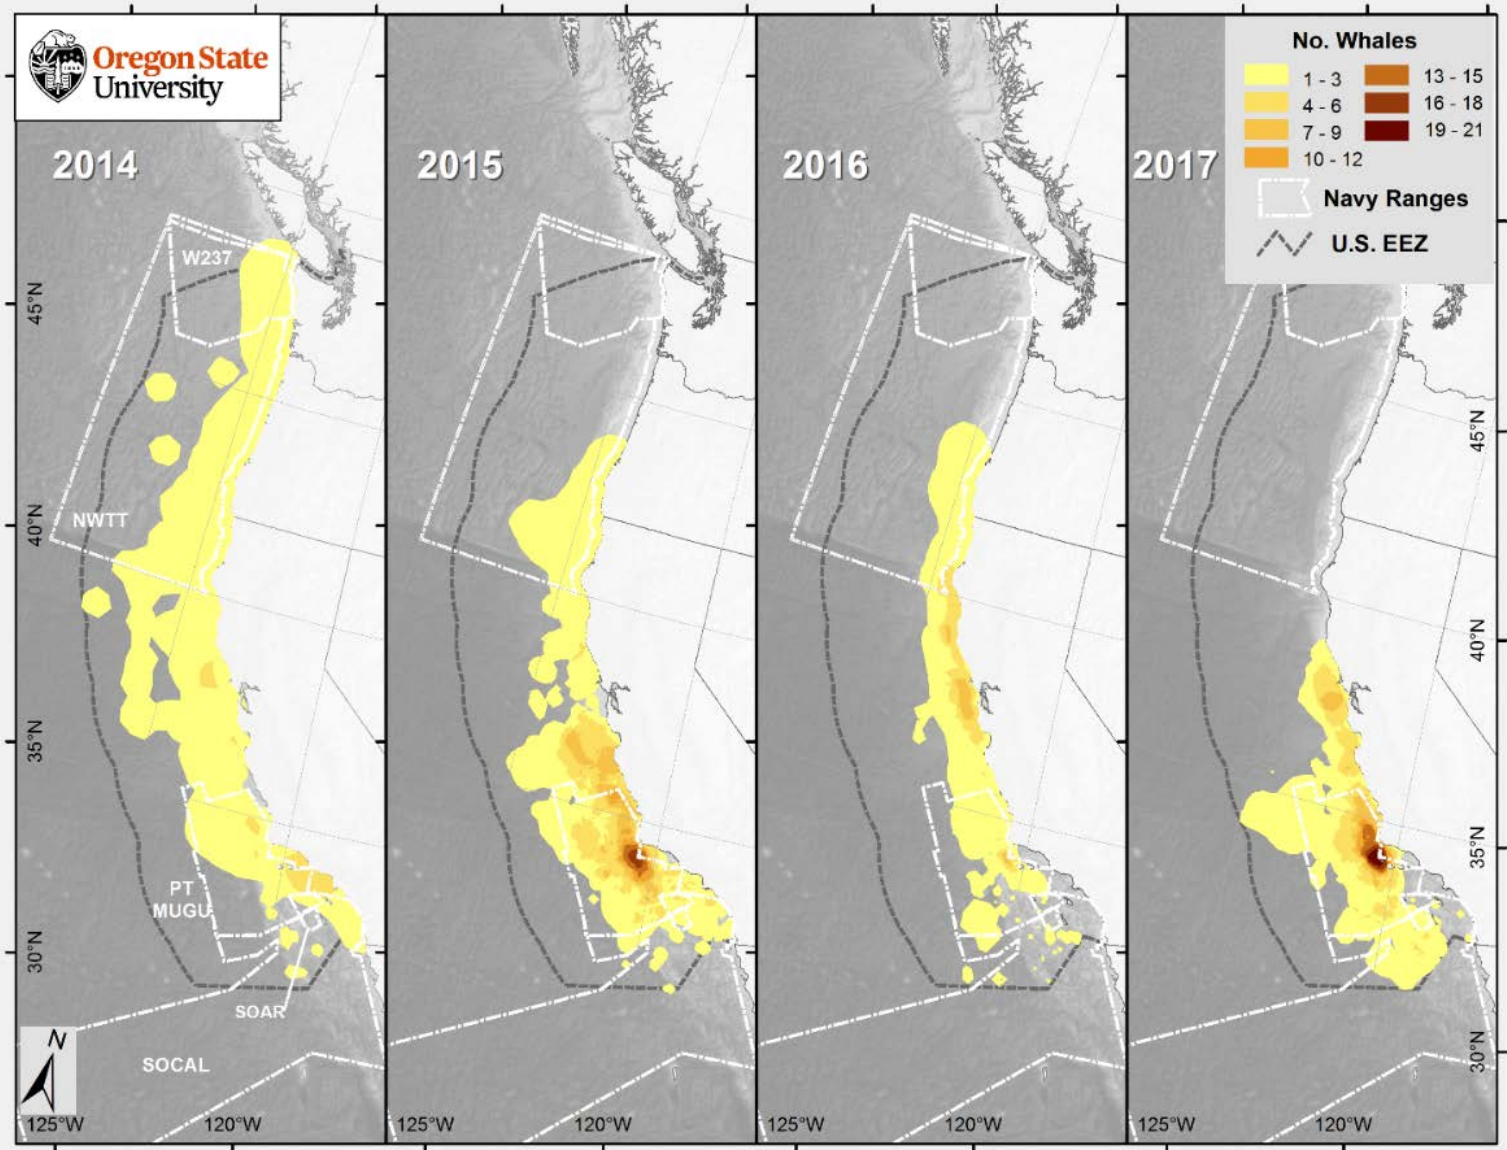 Oregon State
University
2014
2015
2016
2017
No. Whales
1 - 3
4 - 6
7 - 9
10 - 12
13 - 15
16 - 18
19 - 21
Navy Ranges
U.S. EEZ
W237
NWTT
PT
MUGU
SOAR
SOCAL
N
45°N
40°N
35°N
30°N
45°N
40°N
35°N
30°N
125°W
120°W
125°W
120°W
125°W
120°W
125°W
120°W